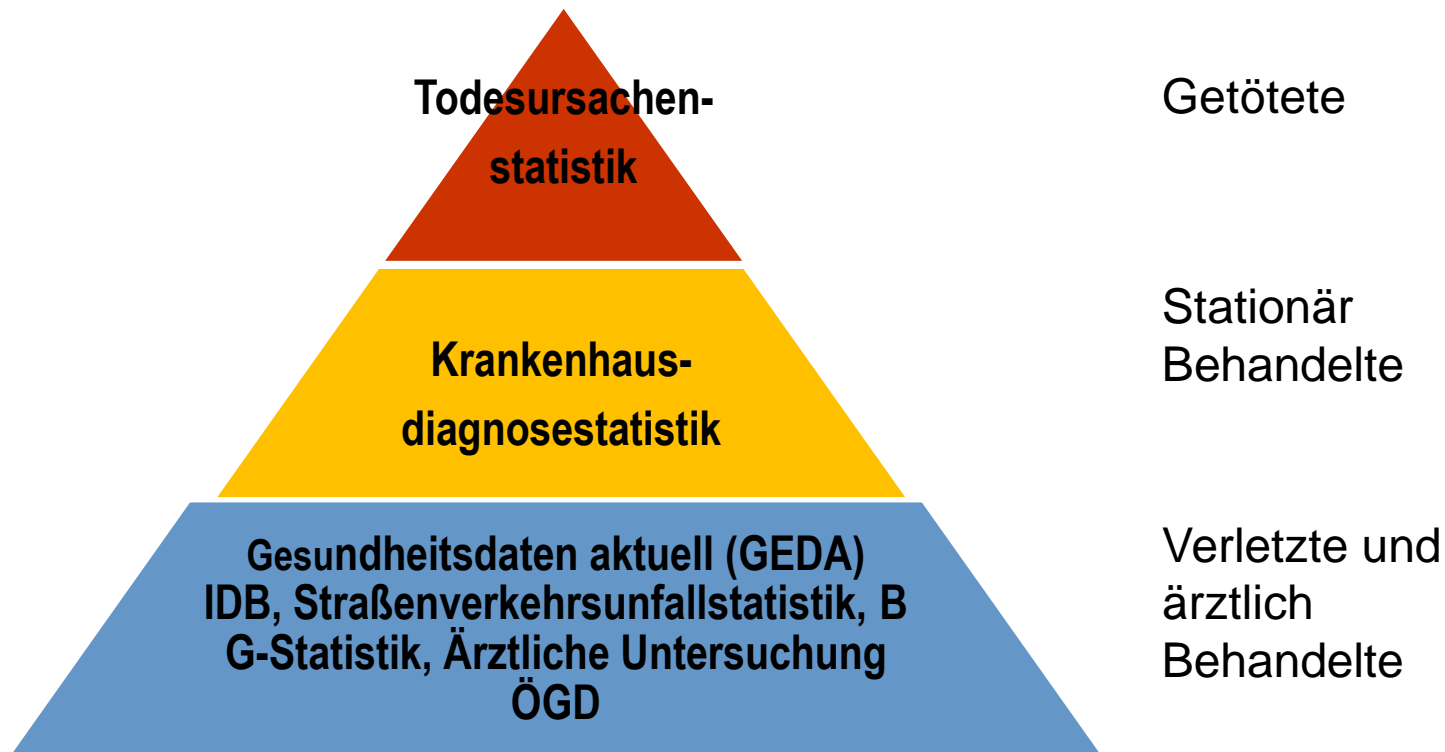 Todesursachen-
statistik
Getötete
Krankenhaus-
diagnosestatistik
Stationär
Behandelte
Gesundheitsdaten aktuell (GEDA)
IDB, Straßenverkehrsunfallstatistik, B
G-Statistik, Ärztliche Untersuchung
ÖGD
Verletzte und
ärztlich
Behandelte